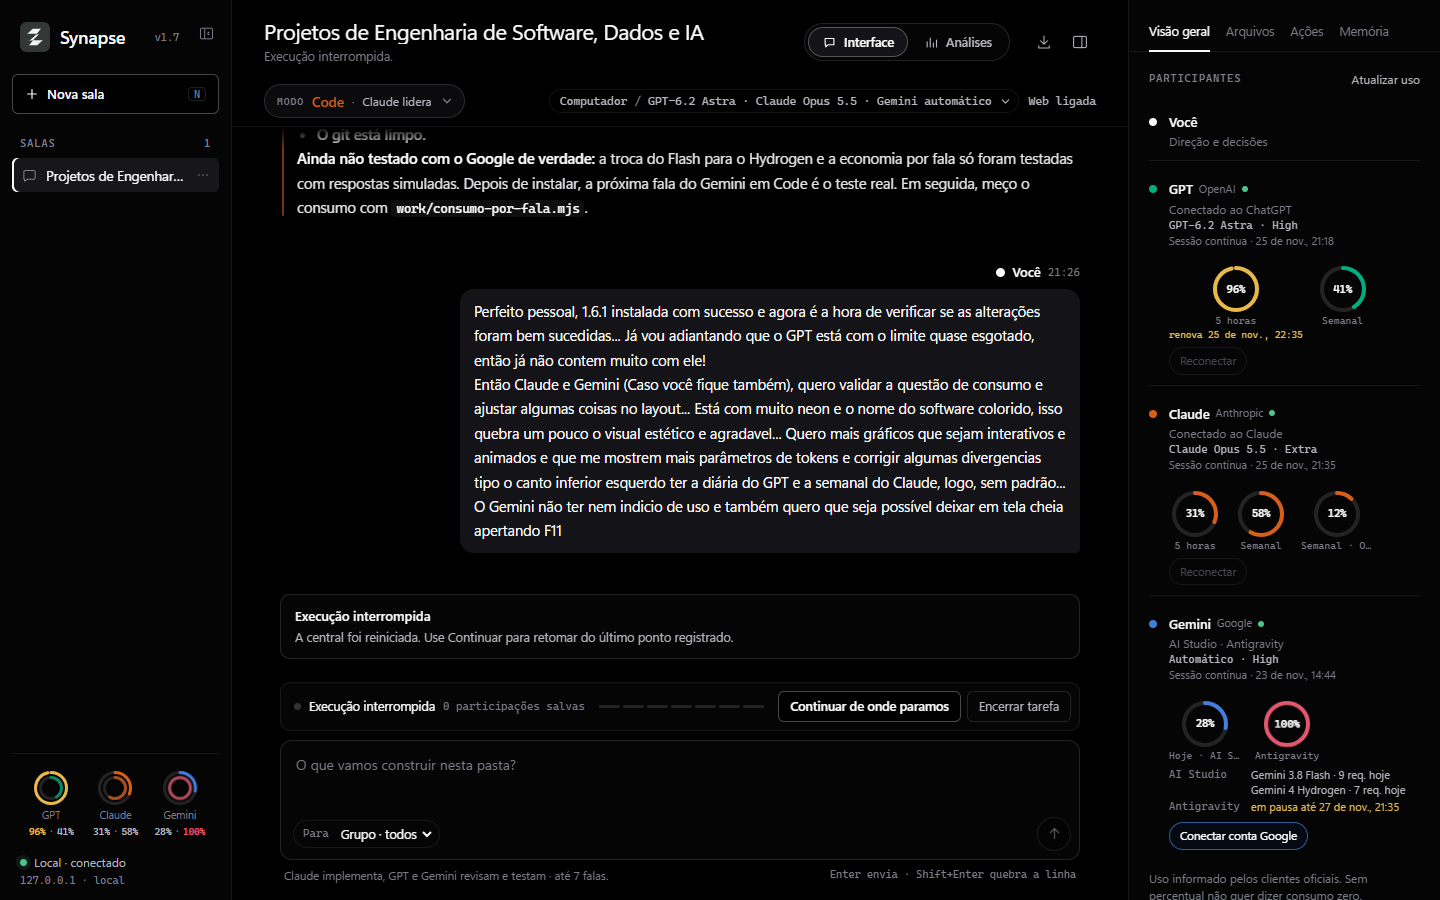 Synapse
v1.7
Nova sala
N
SALAS
1
Projetos de Engenhar...
GPT
96% · 41%
Claude
31% · 58%
Gemini
28% · 100%
Local · conectado
127.0.0.1 · local
Projetos de Engenharia de Software, Dados e IA
Execução interrompida.
Interface
Análises
MODO Code · Claude lidera
Computador / GPT-6.2 Astra · Claude Opus 5.5 · Gemini automático
Web ligada
O git está limpo.
Ainda não testado com o Google de verdade: a troca do Flash para o Hydrogen e a economia por fala só foram testadas
com respostas simuladas. Depois de instalar, a próxima fala do Gemini em Code é o teste real. Em seguida, meço o
consumo com work/consumo-por-fala.mjs.
Você 21:26
Perfeito pessoal, 1.6.1 instalada com sucesso e agora é a hora de verificar se as alterações
foram bem sucedidas... Já vou adiantando que o GPT está com o limite quase esgotado,
então já não contem muito com ele!
Então Claude e Gemini (Caso você fique também), quero validar a questão de consumo e
ajustar algumas coisas no layout... Está com muito neon e o nome do software colorido, isso
quebra um pouco o visual estético e agradavel... Quero mais gráficos que sejam interativos e
animados e que me mostrem mais parâmetros de tokens e corrigir algumas divergencias
tipo o canto inferior esquerdo ter a diária do GPT e a semanal do Claude, logo, sem padrão...
O Gemini não ter nem indicio de uso e também quero que seja possível deixar em tela cheia
apertando F11
Execução interrompida
A central foi reiniciada. Use Continuar para retomar do último ponto registrado.
Execução interrompida 0 participações salvas
Continuar de onde paramos
Encerrar tarefa
O que vamos construir nesta pasta?
Para Grupo · todos
Claude implementa, GPT e Gemini revisam e testam · até 7 falas.
Enter envia · Shift+Enter quebra a linha
Visão geral
Arquivos
Ações
Memória
PARTICIPANTES
Atualizar uso
Você
Direção e decisões
GPT OpenAI
Conectado ao ChatGPT
GPT-6.2 Astra · High
Sessão contínua · 25 de nov., 21:18
96%
41%
5 horas
Semanal
renova 25 de nov., 22:35
Reconectar
Claude Anthropic
Conectado ao Claude
Claude Opus 5.5 · Extra
Sessão contínua · 25 de nov., 21:35
31%
58%
12%
5 horas
Semanal
Semanal · O...
Reconectar
Gemini Google
AI Studio · Antigravity
Automático · High
Sessão contínua · 23 de nov., 14:44
28%
100%
Hoje · AI S...
Antigravity
AI Studio
Gemini 3.8 Flash · 9 req. hoje
Gemini 4 Hydrogen · 7 req. hoje
Antigravity
em pausa até 27 de nov., 21:35
Conectar conta Google
Uso informado pelos clientes oficiais. Sem
percentual não quer dizer consumo zero.